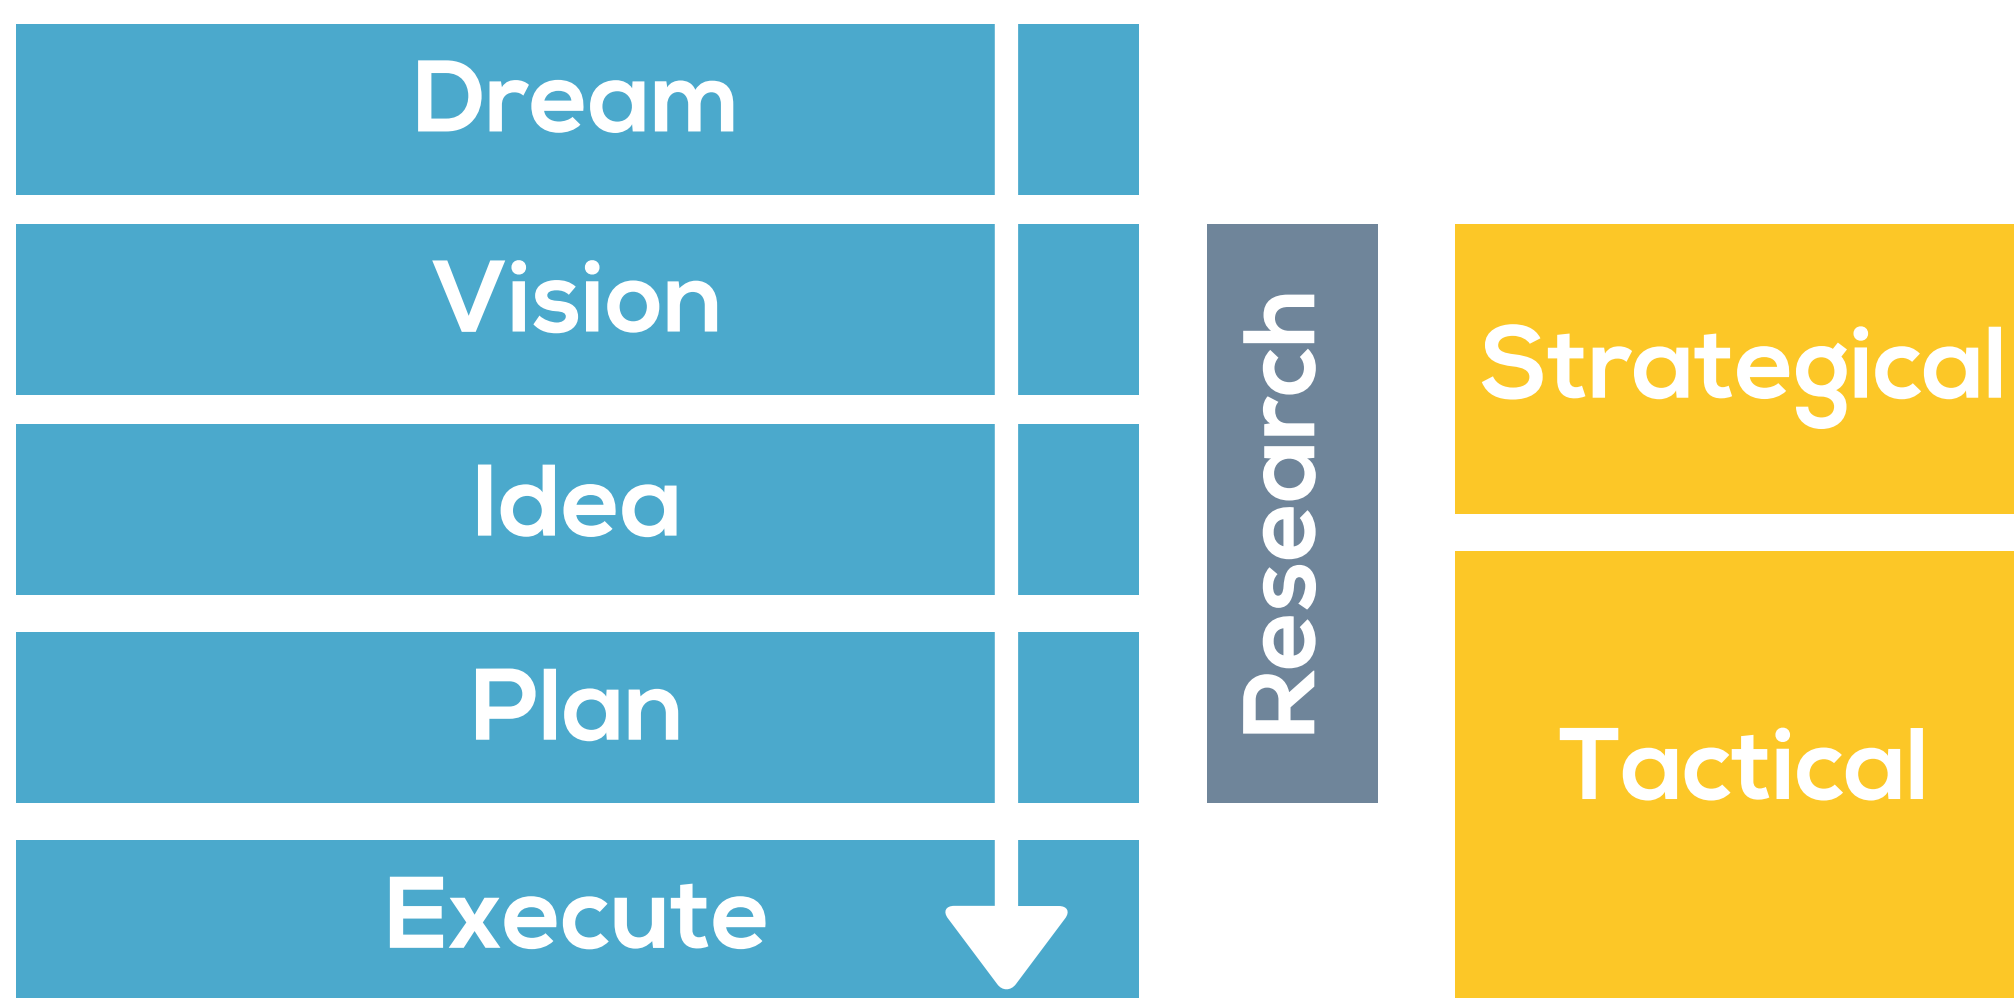 Dream
Vision
Idea
Plan
Execute
Research
Strategical
Tactical